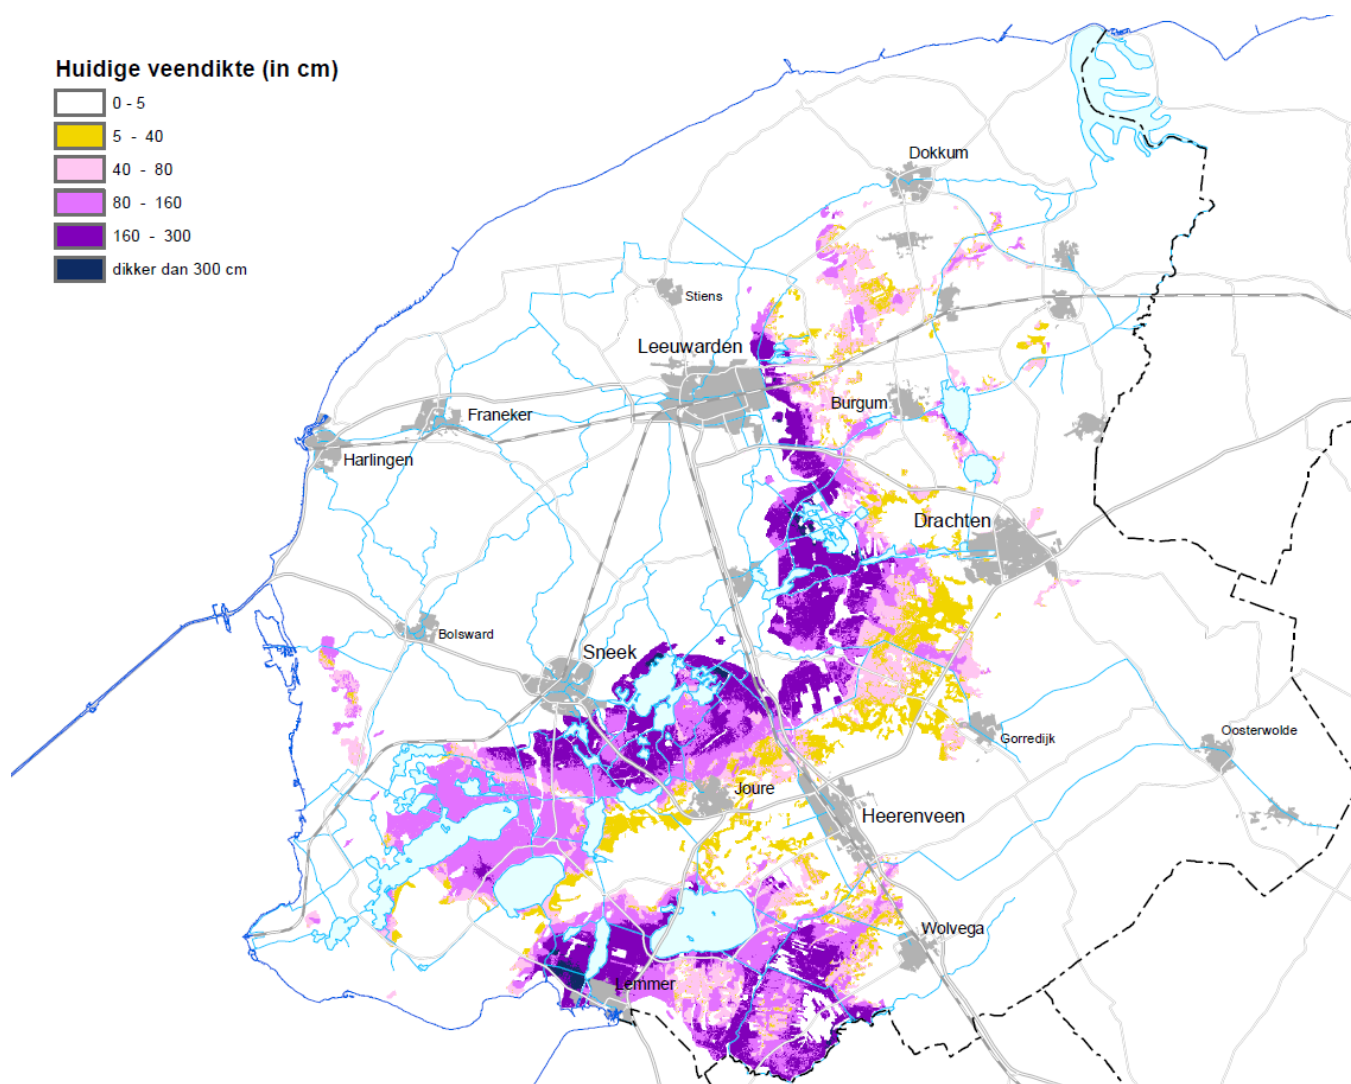 Huidige veendikte (in cm)
0 - 5
5 - 40
40 - 80
80 - 160
160 - 300
dikker dan 300 cm
Dokkum
Stiens
Leeuwarden
Burgum
Franeker
Harlingen
Drachten
Bolsward
Sneek
Gorredijk
Oosterwolde
Joure
Heerenveen
Wolvega
Lemmer